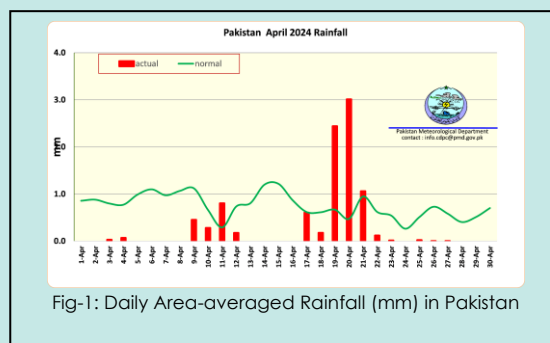 Pakistan April 2024 Rainfall
4.0
3.0
2.0
1.0
0.0
mm
actual normal
Pakistan Meteorological Department
contact : info.cdpc@pmd.gov.pk
1-Apr
2-Apr
3-Apr
4-Apr
5-Apr
6-Apr
7-Apr
8-Apr
9-Apr
10-Apr
11-Apr
12-Apr
13-Apr
14-Apr
15-Apr
16-Apr
17-Apr
18-Apr
19-Apr
20-Apr
21-Apr
22-Apr
23-Apr
24-Apr
25-Apr
26-Apr
27-Apr
28-Apr
29-Apr
30-Apr
Fig-1: Daily Area-averaged Rainfall (mm) in Pakistan